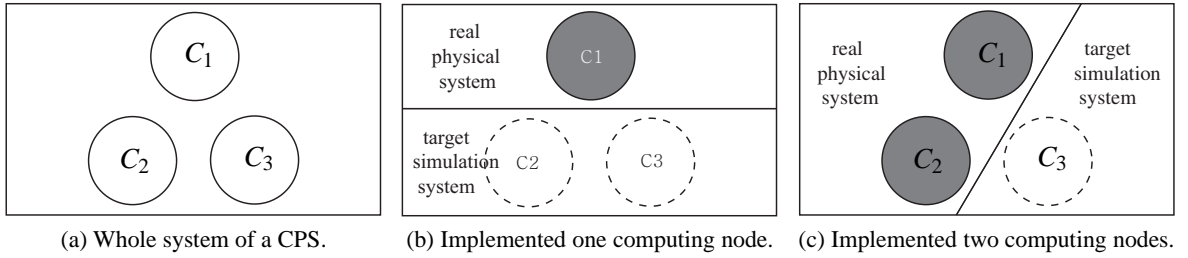 C1
C2
C3
(a) Whole system of a CPS.
real
physical
system
C1
target
simulation
system
C2
C3
(b) Implemented one computing node.
real
physical
system
C1
target
simulation
system
C2
C3
(c) Implemented two computing nodes.